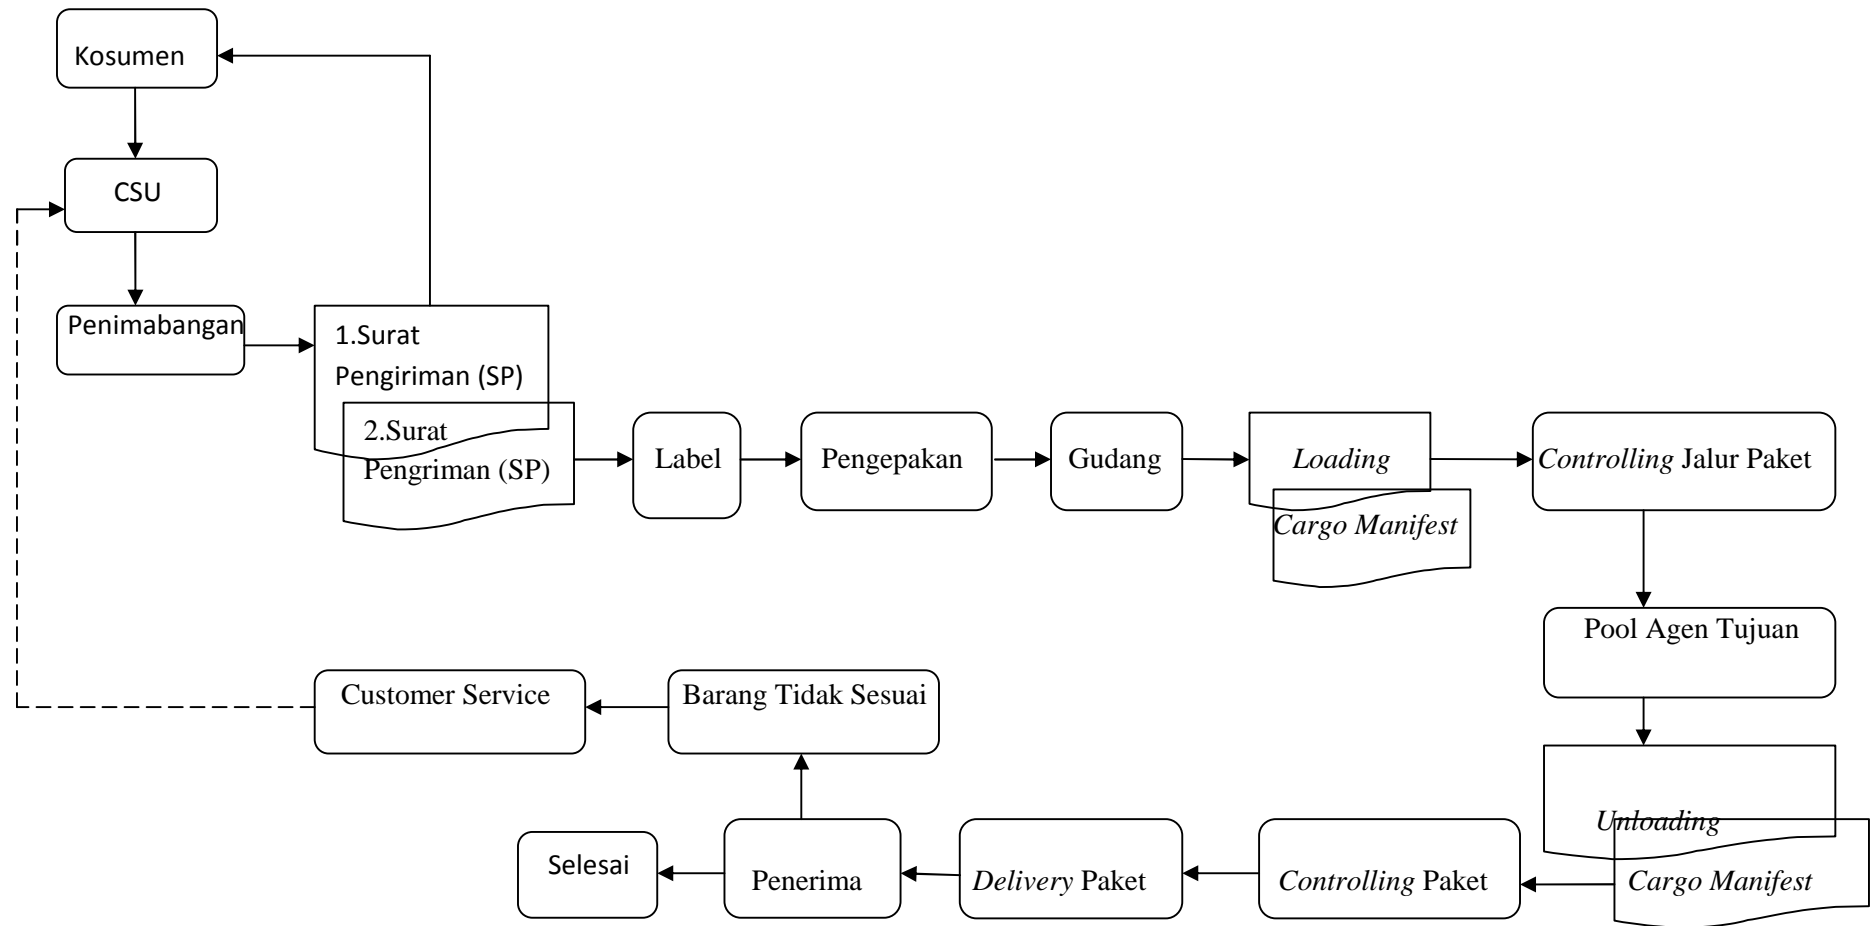 Kosumen
CSU
Penimabangan
1.Surat
Pengiriman (SP)
2.Surat
Pengriman (SP)
Label
Pengepakan
Gudang
Loading
Cargo Manifest
Controlling Jalur Paket
Pool Agen Tujuan
Unloading
Cargo Manifest
Controlling Paket
Delivery Paket
Penerima
Selesai
Barang Tidak Sesuai
Customer Service